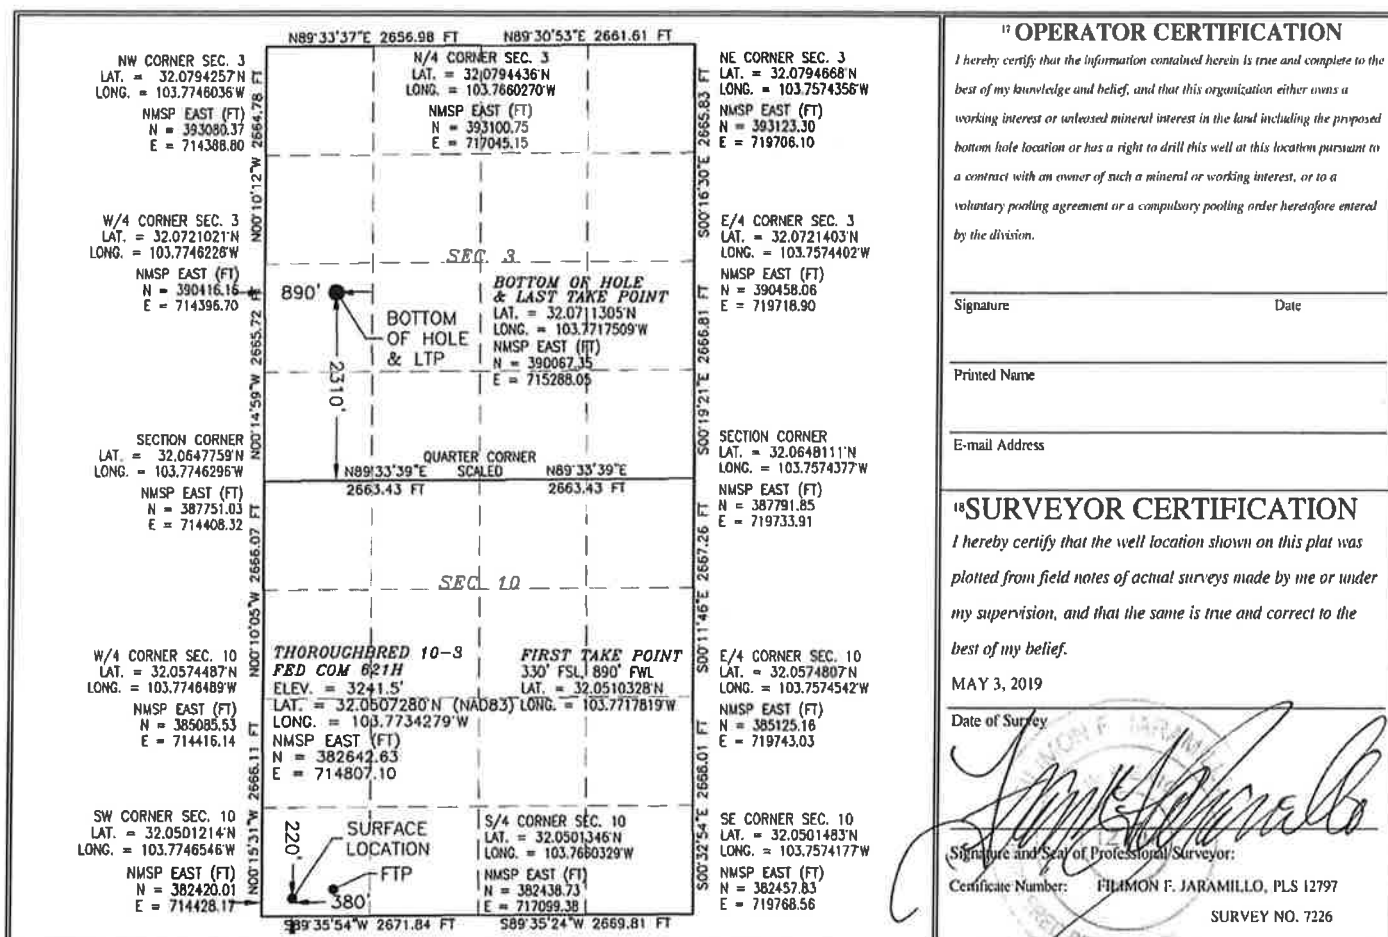 N89°33'37"E 2656.98 FT
N89°30'53"E 2661.61 FT
NW CORNER SEC. 3
LAT. = 32.0794257'N
LONG. = 103.7746036'W
NMSP EAST (FT)
N = 393080.37
E = 714388.80
N/4 CORNER SEC. 3
LAT. = 32.0794436'N
LONG. = 103.7660270'W
NMSP EAST (FT)
N = 393100.75
E = 717045.15
NE CORNER SEC. 3
LAT. = 32.0794668'N
LONG. = 103.7574356'W
NMSP EAST (FT)
N = 393123.30
E = 719706.10
N00°10'12"W 2664.78 FT
S00°16'30"E 2665.83 FT
W/4 CORNER SEC. 3
LAT. = 32.0721021'N
LONG. = 103.7746226'W
NMSP EAST (FT)
N = 390416.16
E = 714396.70
SEC. 3
E/4 CORNER SEC. 3
LAT. = 32.0721403'N
LONG. = 103.7574402'W
NMSP EAST (FT)
N = 390458.06
E = 719718.90
890'
BOTTOM
OF HOLE
& LTP
2310'
BOTTOM OF HOLE
& LAST TAKE POINT
LAT. = 32.0711305'N
LONG. = 103.7717509'W
NMSP EAST (FT)
N = 390067.35
E = 715288.05
N00°14'59"W 2665.72 FT
S00°19'21"E 2666.81 FT
SECTION CORNER
LAT. = 32.0647759'N
LONG. = 103.7746296'W
NMSP EAST (FT)
N = 387751.03
E = 714408.32
QUARTER CORNER
SCALED
N89°33'39"E
2663.43 FT
N89°33'39"E
2663.43 FT
SECTION CORNER
LAT. = 32.0648111'N
LONG. = 103.7574377'W
NMSP EAST (FT)
N = 387791.85
E = 719733.91
N00°10'05"W 2666.07 FT
S00°11'46"E 2667.26 FT
SEC. 10
W/4 CORNER SEC. 10
LAT. = 32.0574487'N
LONG. = 103.7746489'W
NMSP EAST (FT)
N = 385085.53
E = 714416.14
THOROUGHBRED 10-3
FED COM 621H
ELEV. = 3241.5'
LAT. = 32.0507280'N (NAD83)
LONG. = 103.7734279'W
NMSP EAST (FT)
N = 382642.63
E = 714807.10
FIRST TAKE POINT
330' FSL, 890' FWL
LAT. = 32.0510328'N
LONG. = 103.7717819'W
E/4 CORNER SEC. 10
LAT. = 32.0574807'N
LONG. = 103.7574542'W
NMSP EAST (FT)
N = 385125.16
E = 719743.03
N00°15'31"W 2666.11 FT
S00°32'54"E 2668.01 FT
SW CORNER SEC. 10
LAT. = 32.0501214'N
LONG. = 103.7746546'W
NMSP EAST (FT)
N = 382420.01
E = 714428.17
220'
SURFACE
LOCATION
FTP
380'
S/4 CORNER SEC. 10
LAT. = 32.0501346'N
LONG. = 103.7660329'W
NMSP EAST (FT)
N = 382438.73
E = 717099.38
SE CORNER SEC. 10
LAT. = 32.0501483'N
LONG. = 103.7574177'W
NMSP EAST (FT)
N = 382457.83
E = 719768.56
S89°35'54"W 2671.84 FT
S89°35'24"W 2669.81 FT
17 OPERATOR CERTIFICATION
I hereby certify that the information contained herein is true and complete to the
best of my knowledge and belief, and that this organization either owns a
working interest or unleased mineral interest in the land including the proposed
bottom hole location or has a right to drill this well at this location pursuant to
a contract with an owner of such a mineral or working interest, or to a
voluntary pooling agreement or a compulsory pooling order heretofore entered
by the division.
Signature Date
Printed Name
E-mail Address
18 SURVEYOR CERTIFICATION
I hereby certify that the well location shown on this plat was
plotted from field notes of actual surveys made by me or under
my supervision, and that the same is true and correct to the
best of my belief.
MAY 3, 2019
Date of Survey
Signature and Seal of Professional Surveyor:
Certificate Number: FILIMON F. JARAMILLO, PLS 12797
SURVEY NO. 7226